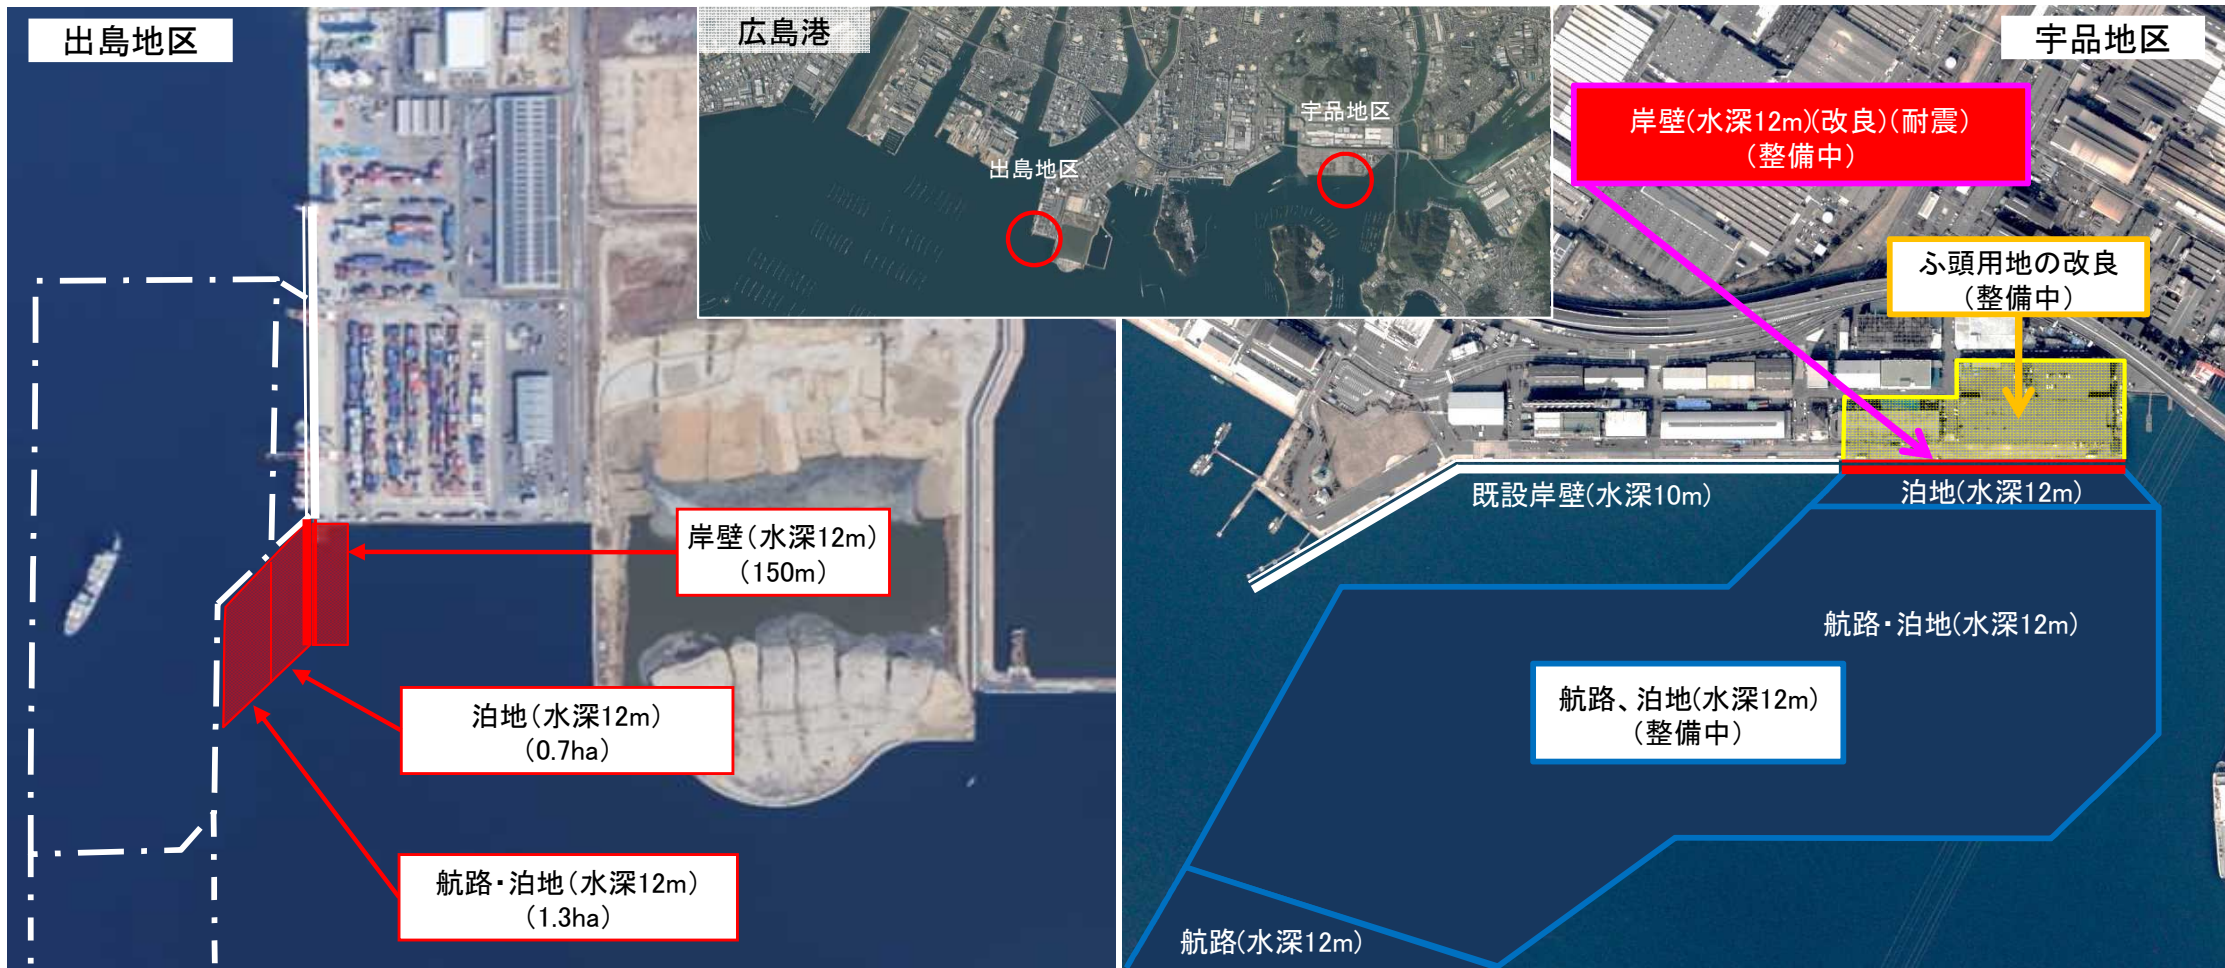 出島地区
岸壁(水深12m)
(150m)
泊地(水深12m)
(0.7ha)
航路・泊地(水深12m)
(1.3ha)
広島港
出島地区
宇品地区
宇品地区
岸壁(水深12m)(改良)(耐震)
(整備中)
ふ頭用地の改良
(整備中)
既設岸壁(水深10m)
泊地(水深12m)
航路・泊地(水深12m)
航路、泊地(水深12m)
(整備中)
航路(水深12m)